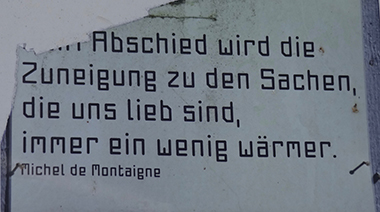 Abschied wird die
Zuneigung zu den Sachen,
die uns lieb sind,
immer ein wenig wärmer.
Michel de Montaigne